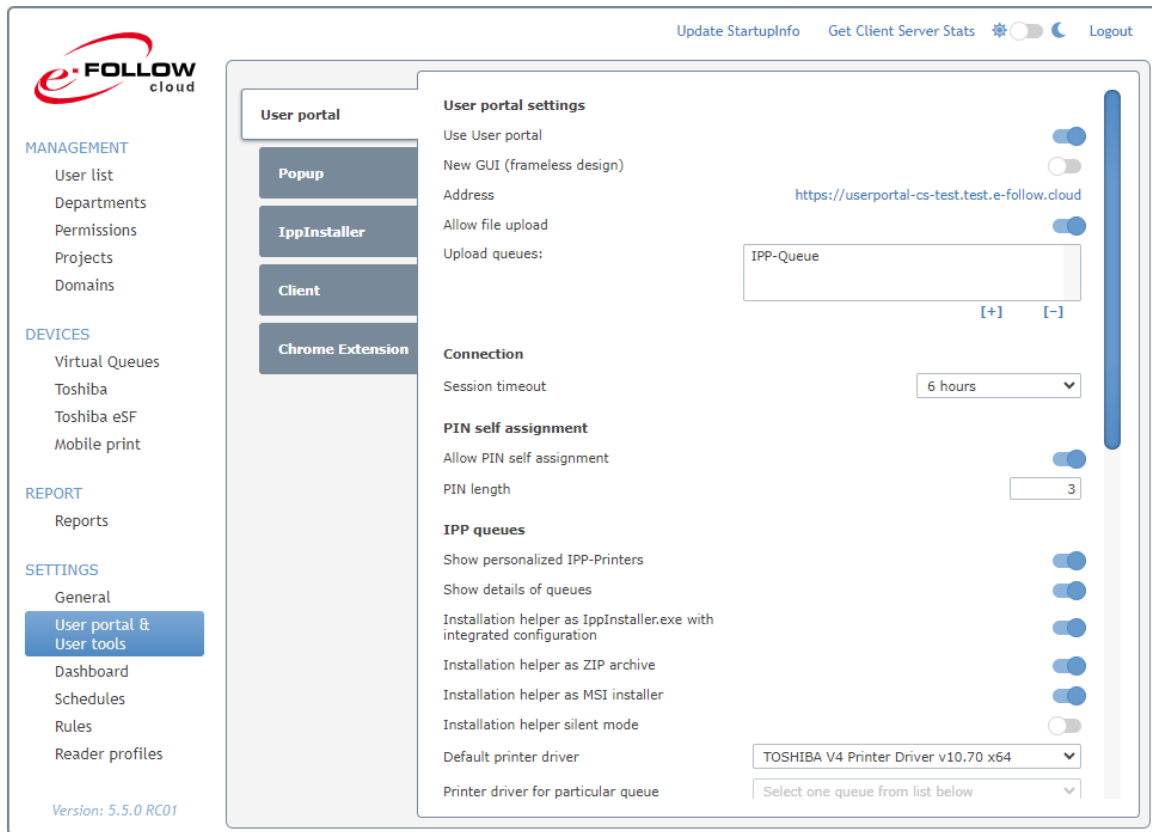 Update StartupInfo Get Client Server Stats Logout
e-FOLLOW
cloud
MANAGEMENT
User list
Departments
Permissions
Projects
Domains
DEVICES
Virtual Queues
Toshiba
Toshiba eSF
Mobile print
REPORT
Reports
SETTINGS
General
User portal &
User tools
Dashboard
Schedules
Rules
Reader profiles
Version: 5.5.0 RC01
User portal
Popup
IppInstaller
Client
Chrome Extension
User portal settings
Use User portal
New GUI (frameless design)
Address https://userportal-cs-test.test.e-follow.cloud
Allow file upload
Upload queues: IPP-Queue
[+] [-]
Connection
Session timeout 6 hours
PIN self assignment
Allow PIN self assignment
PIN length 3
IPP queues
Show personalized IPP-Printers
Show details of queues
Installation helper as IppInstaller.exe with
integrated configuration
Installation helper as ZIP archive
Installation helper as MSI installer
Installation helper silent mode
Default printer driver TOSHIBA V4 Printer Driver v10.70 x64
Printer driver for particular queue Select one queue from list below